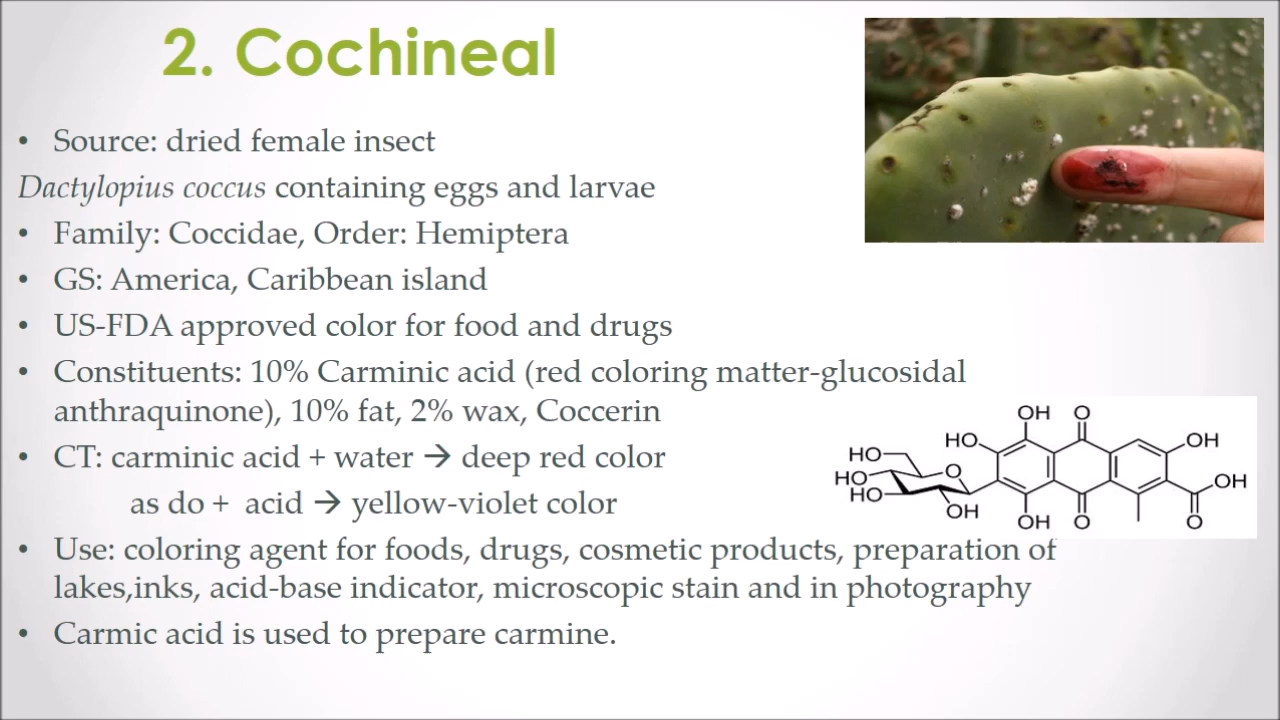 2. Cochineal
• Source: dried female insect
Dactylopius coccus containing eggs and larvae
• Family: Coccidae, Order: Hemiptera
• GS: America, Caribbean island
• US-FDA approved color for food and drugs
• Constituents: 10% Carminic acid (red coloring matter-glucosidal
anthraquinone), 10% fat, 2% wax, Coccerin
• CT: carminic acid + water → deep red color
as do + acid → yellow-violet color
• Use: coloring agent for foods, drugs, cosmetic products, preparation of
lakes,inks, acid-base indicator, microscopic stain and in photography
• Carmic acid is used to prepare carmine.
OH O
HO OH
HO O
HO OH
HO
OH OH O O